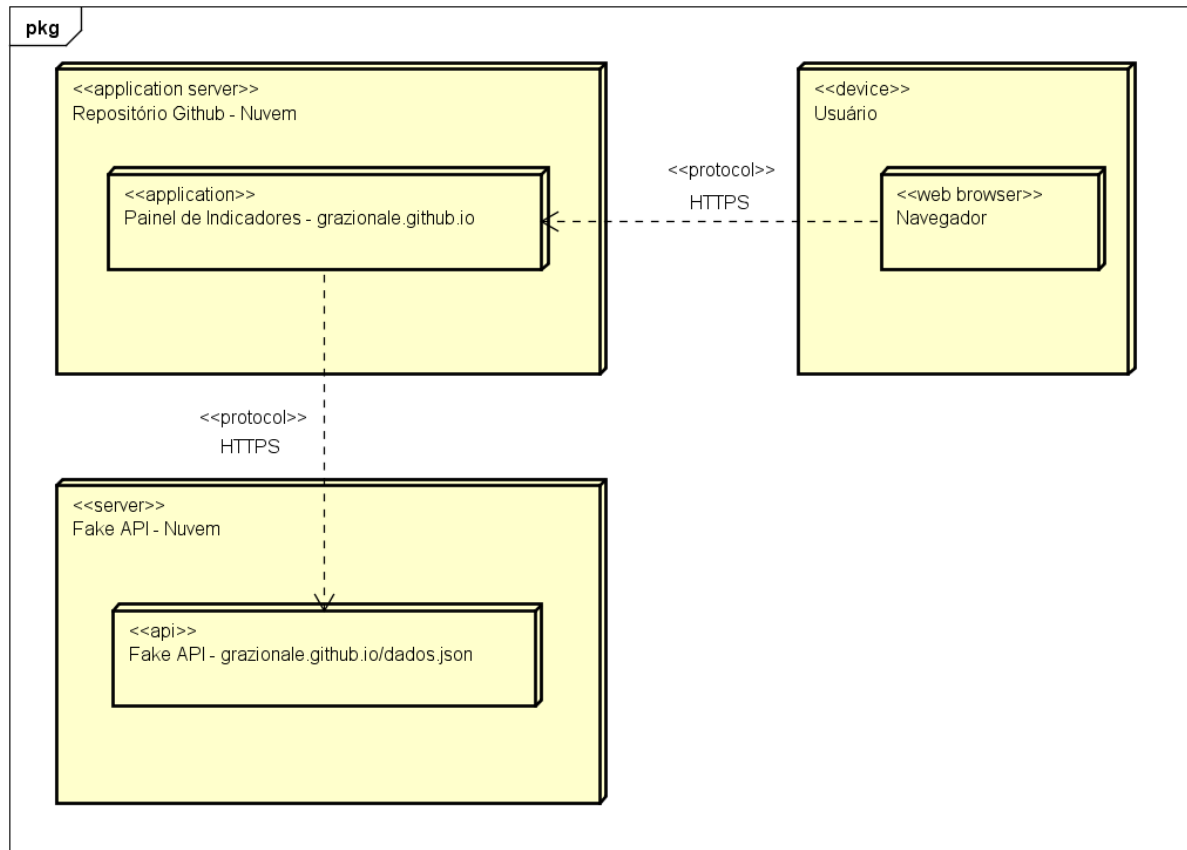 pkg
<<application server>>
Repositório Github - Nuvem
<<application>>
Painel de Indicadores - grazionale.github.io
<<protocol>>
HTTPS
<<device>>
Usuário
<<web browser>>
Navegador
<<protocol>>
HTTPS
<<server>>
Fake API - Nuvem
<<api>>
Fake API - grazionale.github.io/dados.json